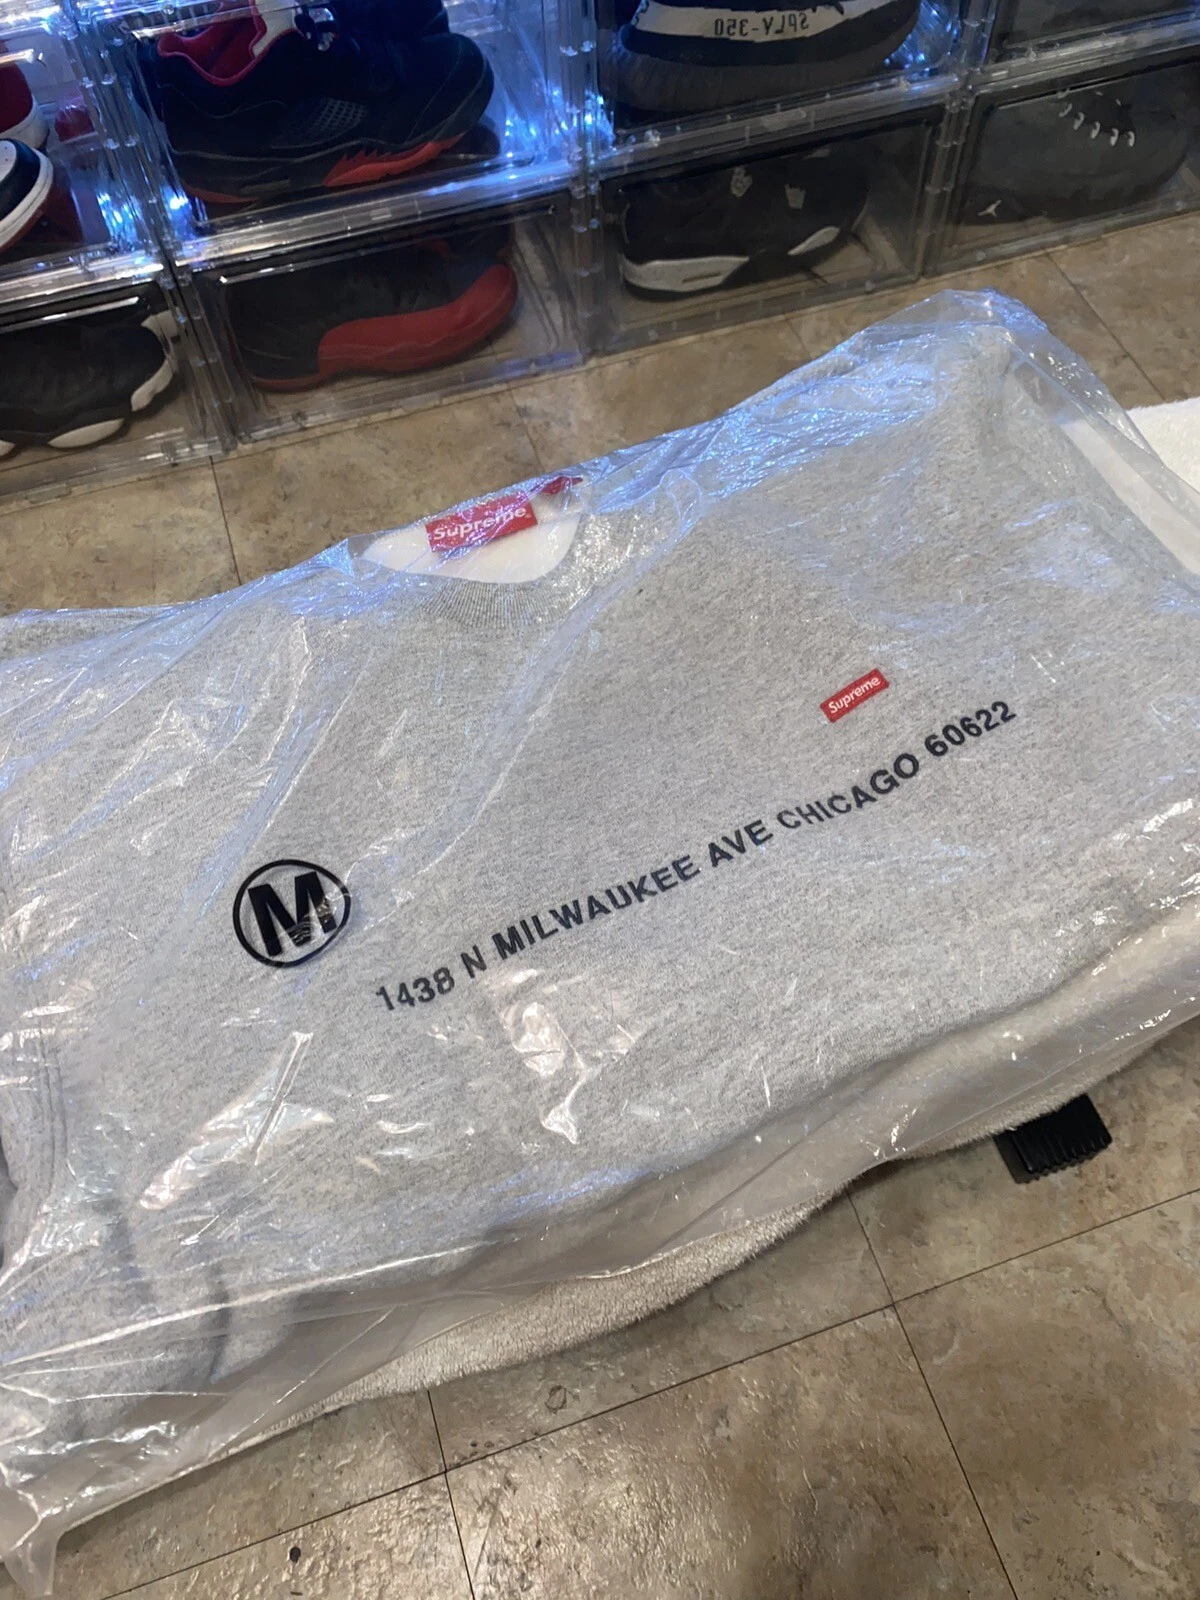 SPLY-350
Supreme
Supreme
M
1438 N MILWAUKEE AVE CHICAGO 60622